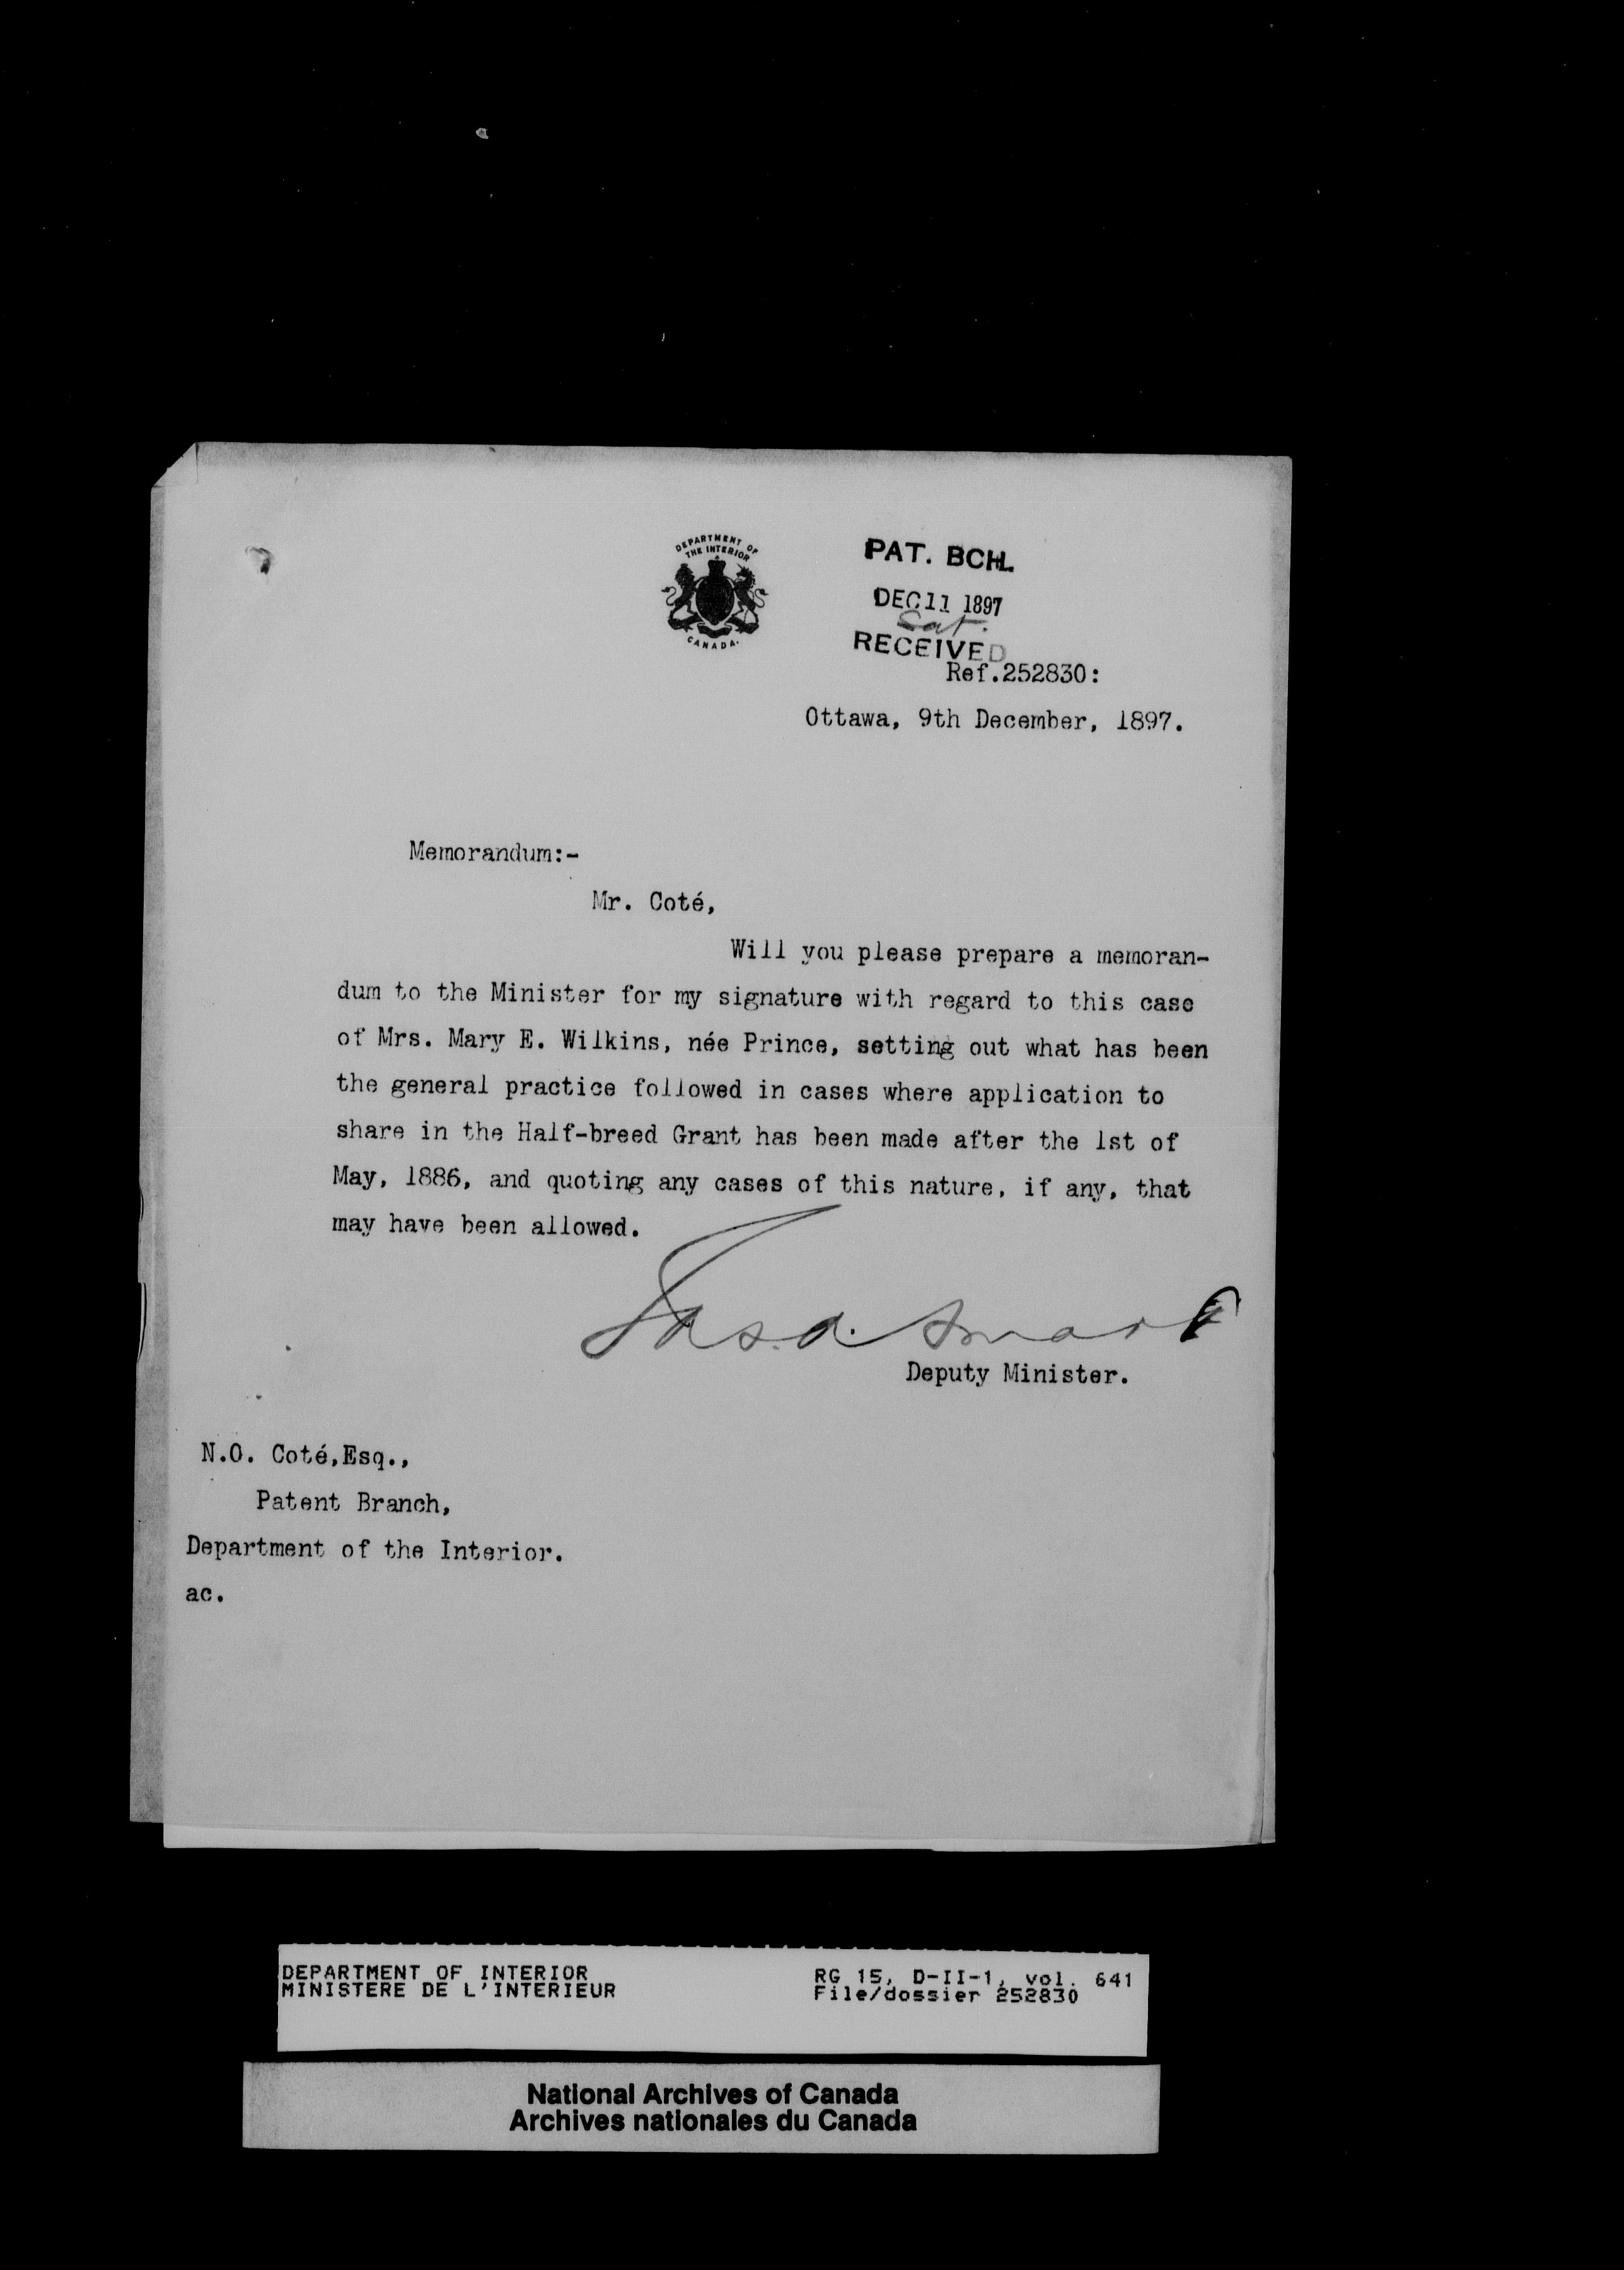 DEPARTMENT OF
THE INTERIOR
CANADA.
PAT. BCH.
DEC 11 1897
Sat.
RECEIVED
Ref.252830:
Ottawa, 9th December, 1897.
Memorandum:-
Mr. Coté,
Will you please prepare a memoran-
dum to the Minister for my signature with regard to this case
of Mrs. Mary E. Wilkins, née Prince, setting out what has been
the general practice followed in cases where application to
share in the Half-breed Grant has been made after the 1st of
May, 1886, and quoting any cases of this nature, if any, that
may have been allowed.
Jas. A. Smart
Deputy Minister.
N.O. Coté,Esq.,
Patent Branch,
Department of the Interior.
ac.
DEPARTMENT OF INTERIOR
MINISTERE DE L'INTERIEUR
RG 15, D-II-1, vol. 641
File/dossier 252830
National Archives of Canada
Archives nationales du Canada